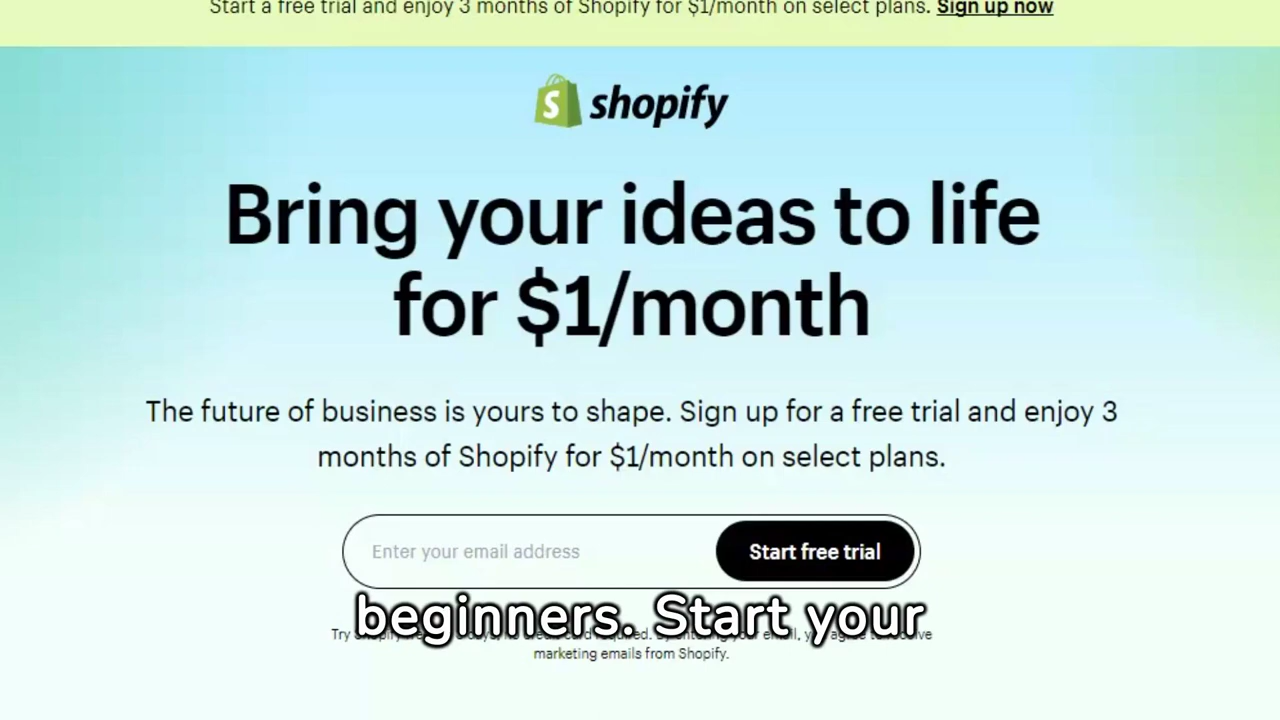 Start a free trial and enjoy 3 months of Shopify for $1/month on select plans. Sign up now
shopify
Bring your ideas to life
for $1/month
The future of business is yours to shape. Sign up for a free trial and enjoy 3
months of Shopify for $1/month on select plans.
Enter your email address
Start free trial
beginners. Start your
Try
marketing emails from Shopify.